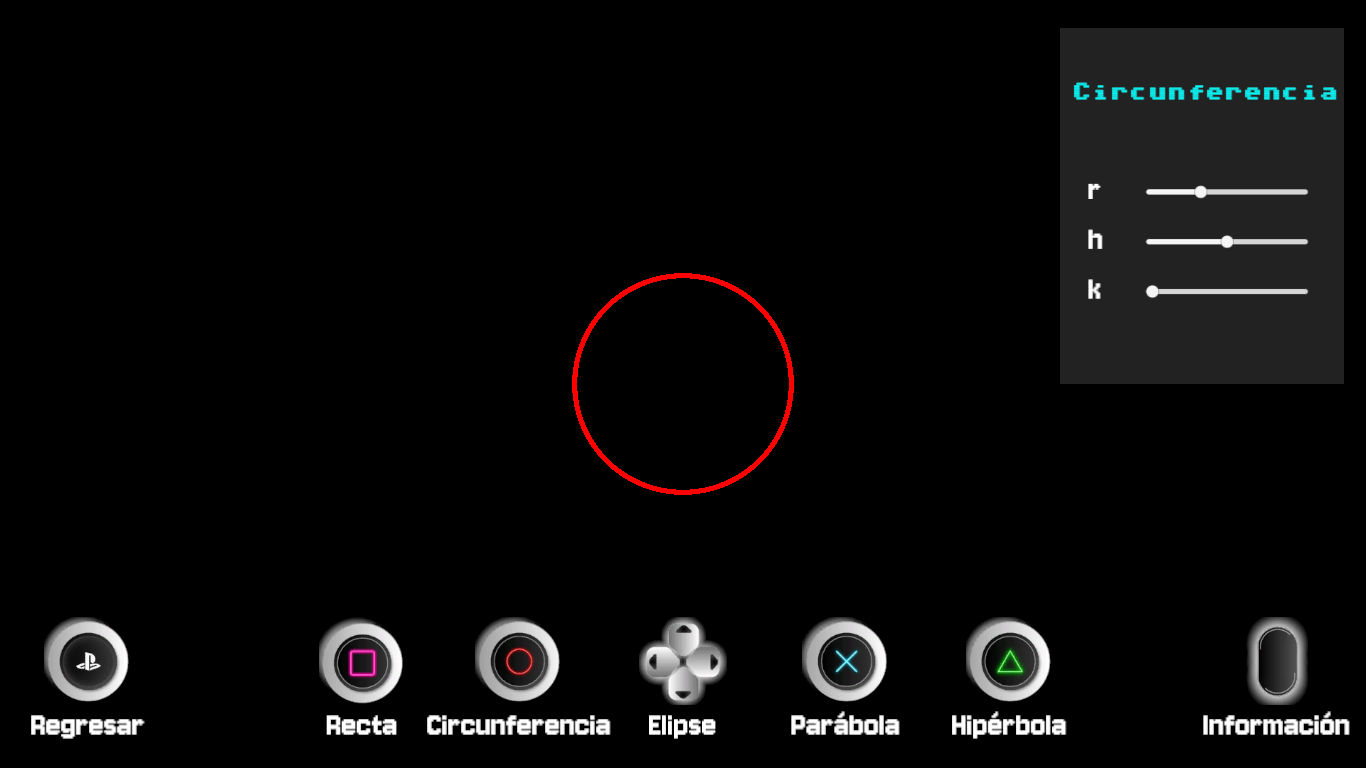 Circunferencia
r
h
k
Regresar
Recta
Circunferencia
Elipse
Parábola
Hipérbola
Información